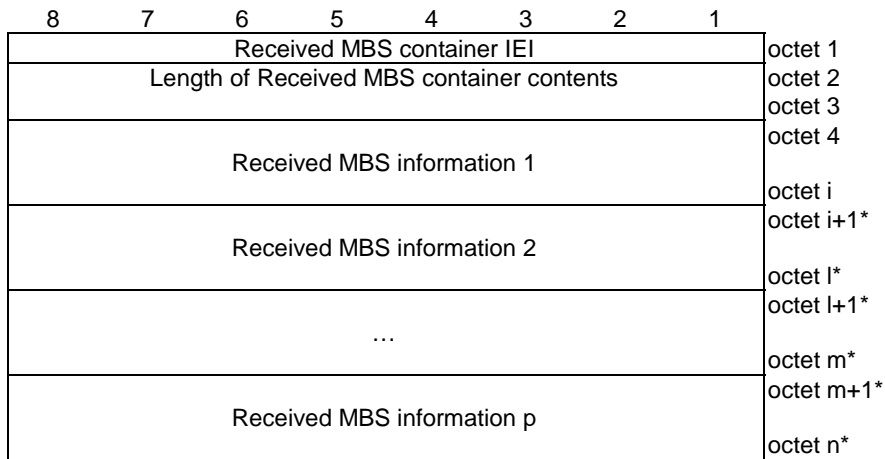 8 7 6 5 4 3 2 1
Received MBS container IEI octet 1
Length of Received MBS container contents octet 2
octet 3
octet 4
Received MBS information 1
octet i
octet i+1*
Received MBS information 2
octet l*
octet l+1*
…
octet m*
octet m+1*
Received MBS information p
octet n*